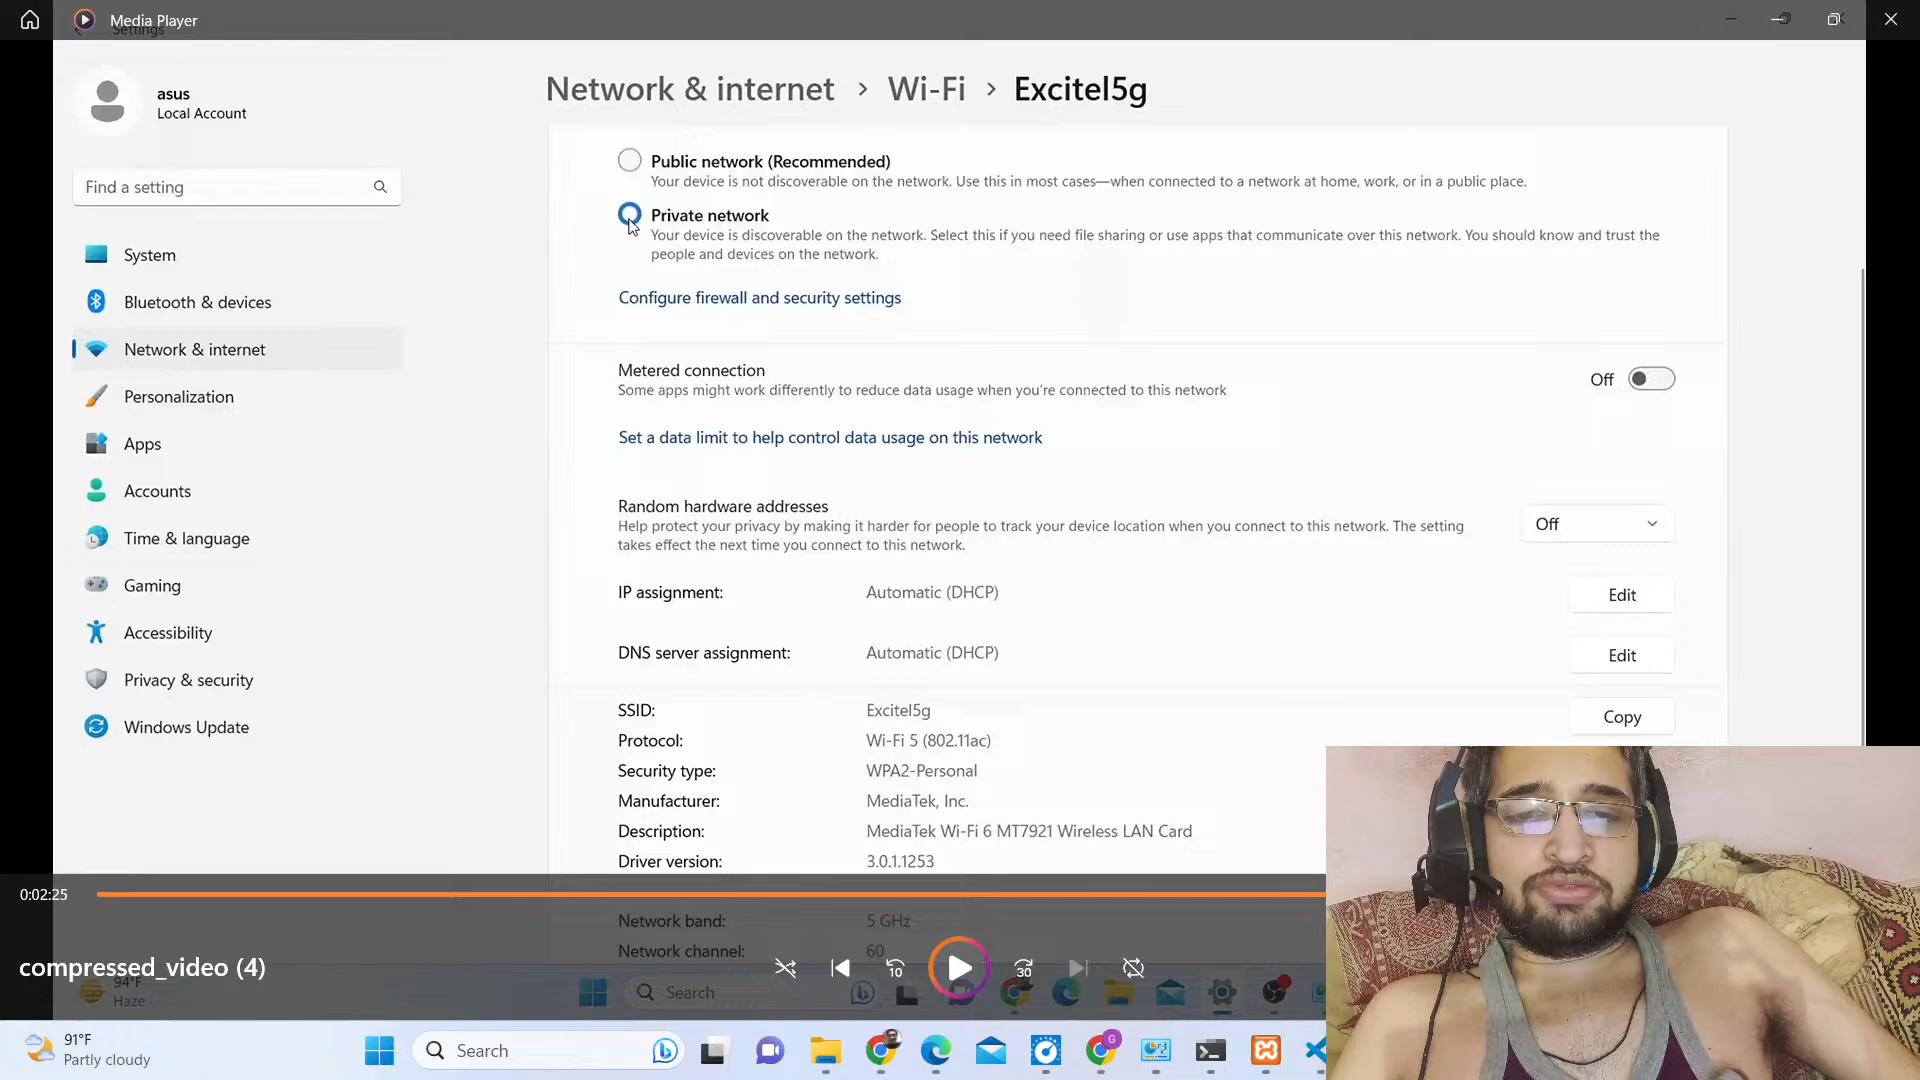 Media Player
Settings
asus
Local Account
Find a setting
System
Bluetooth & devices
Network & internet
Personalization
Apps
Accounts
Time & language
Gaming
Accessibility
Privacy & security
Windows Update
Network & internet > Wi-Fi > Excitel5g
Public network (Recommended)
Your device is not discoverable on the network. Use this in most cases—when connected to a network at home, work, or in a public place.
Private network
Your device is discoverable on the network. Select this if you need file sharing or use apps that communicate over this network. You should know and trust the
people and devices on the network.
Configure firewall and security settings
Metered connection
Some apps might work differently to reduce data usage when you're connected to this network
Off
Set a data limit to help control data usage on this network
Random hardware addresses
Help protect your privacy by making it harder for people to track your device location when you connect to this network. The setting
takes effect the next time you connect to this network.
Off
IP assignment: Automatic (DHCP) Edit
DNS server assignment: Automatic (DHCP) Edit
SSID: Excitel5g Copy
Protocol: Wi-Fi 5 (802.11ac)
Security type: WPA2-Personal
Manufacturer: MediaTek, Inc.
Description: MediaTek Wi-Fi 6 MT7921 Wireless LAN Card
Driver version: 3.0.1.1253
0:02:25
Network band: 5 GHz
Network channel: 60
compressed_video (4)
10
30
94°F
Haze
Search
91°F
Partly cloudy
Search
G